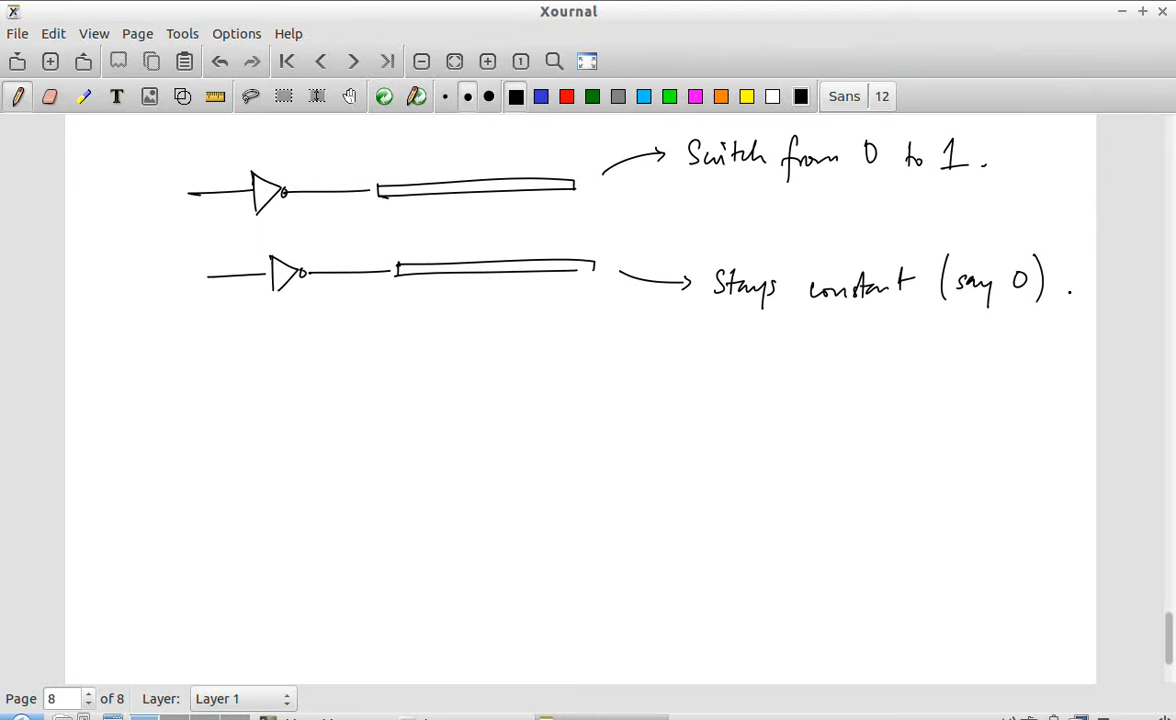 Xournal
File Edit View Page Tools Options Help
Sans 12
Switch from 0 to 1 .
Stays constant (say 0) .
Page 8 of 8 Layer: Layer 1